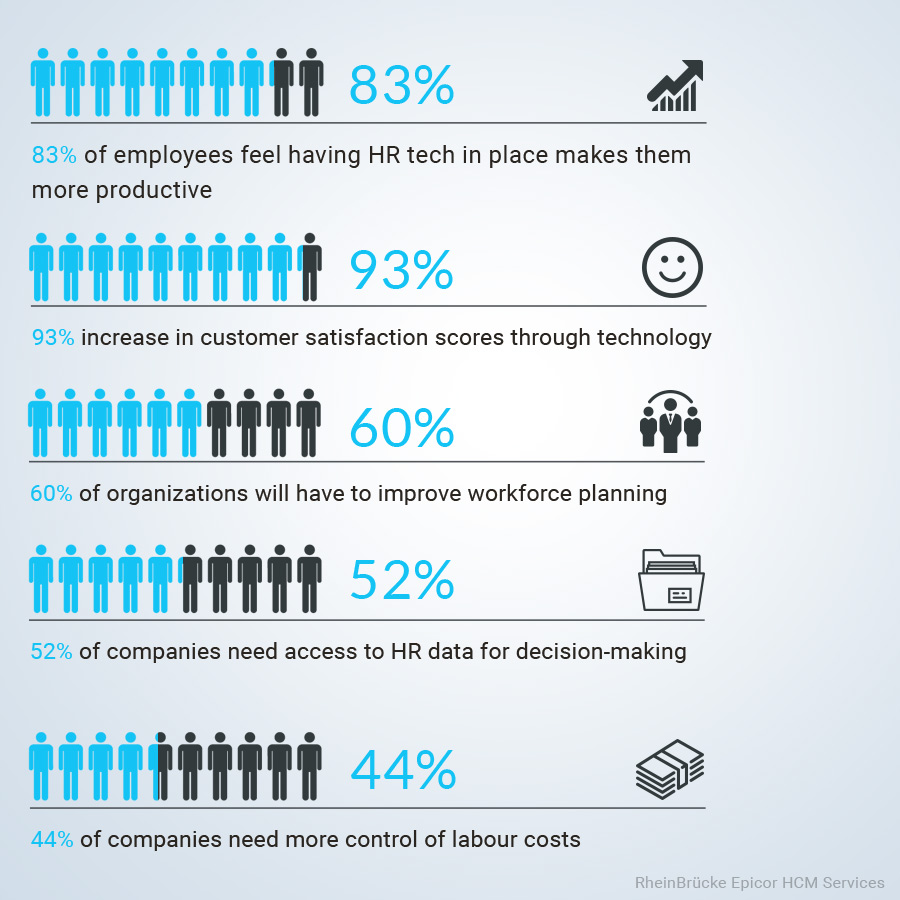 83%
83% of employees feel having HR tech in place makes them
more productive
93%
93% increase in customer satisfaction scores through technology
60%
60% of organizations will have to improve workforce planning
52%
52% of companies need access to HR data for decision-making
44%
44% of companies need more control of labour costs
RheinBrücke Epicor HCM Services